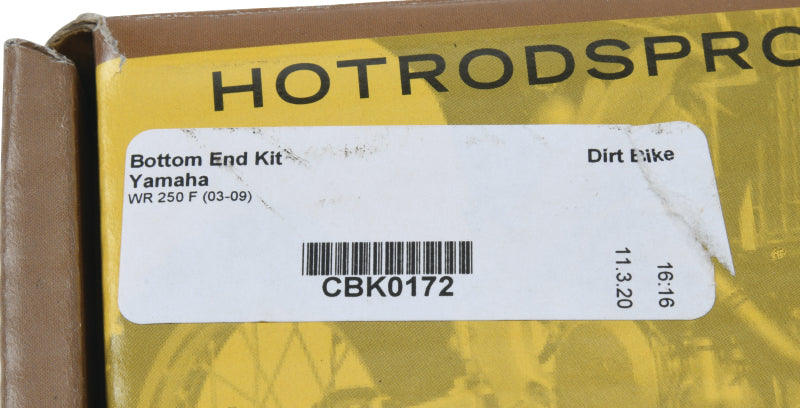 HOTRODSPRO
Bottom End Kit
Dirt Bike
Yamaha
WR 250 F (03-09)
CBK0172
11.3.20
16:16